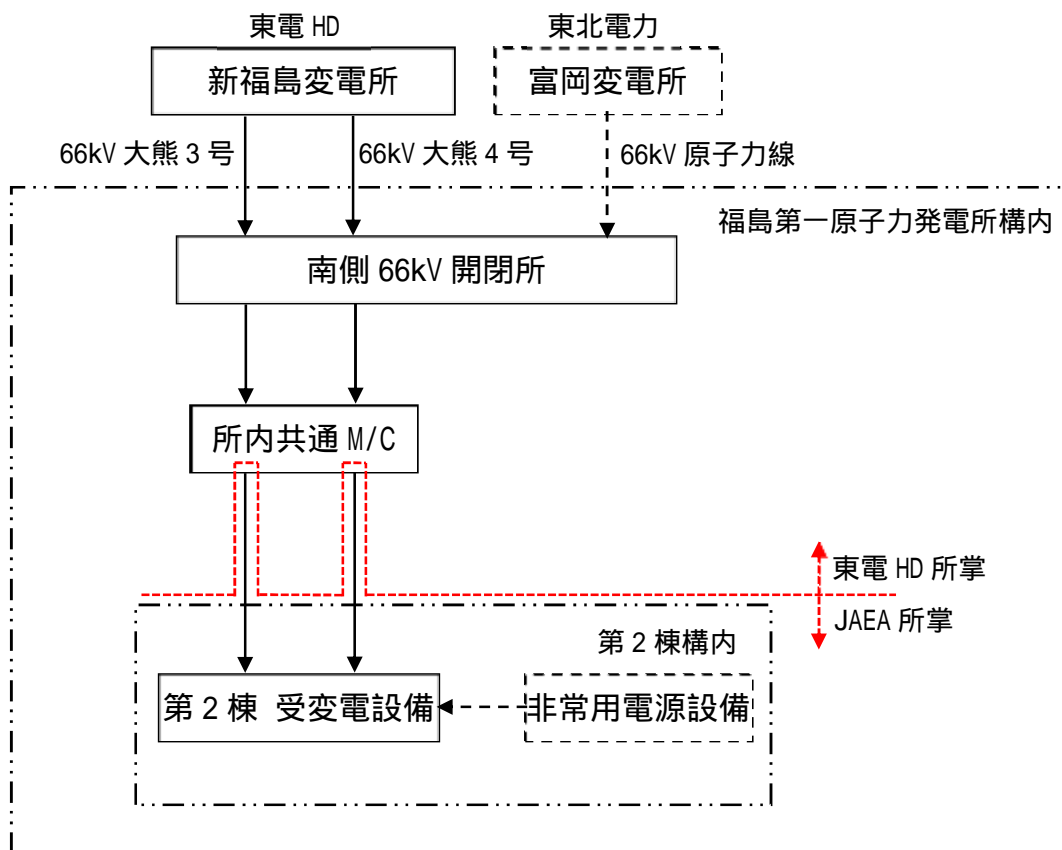 東電 HD
東北電力
新福島変電所
富岡変電所
66kV 大熊 3 号
66kV 大熊 4 号
66kV 原子力線
福島第一原子力発電所構内
南側 66kV 開閉所
所内共通 M/C
東電 HD 所掌
JAEA 所掌
第 2 棟構内
第 2 棟 受変電設備
非常用電源設備